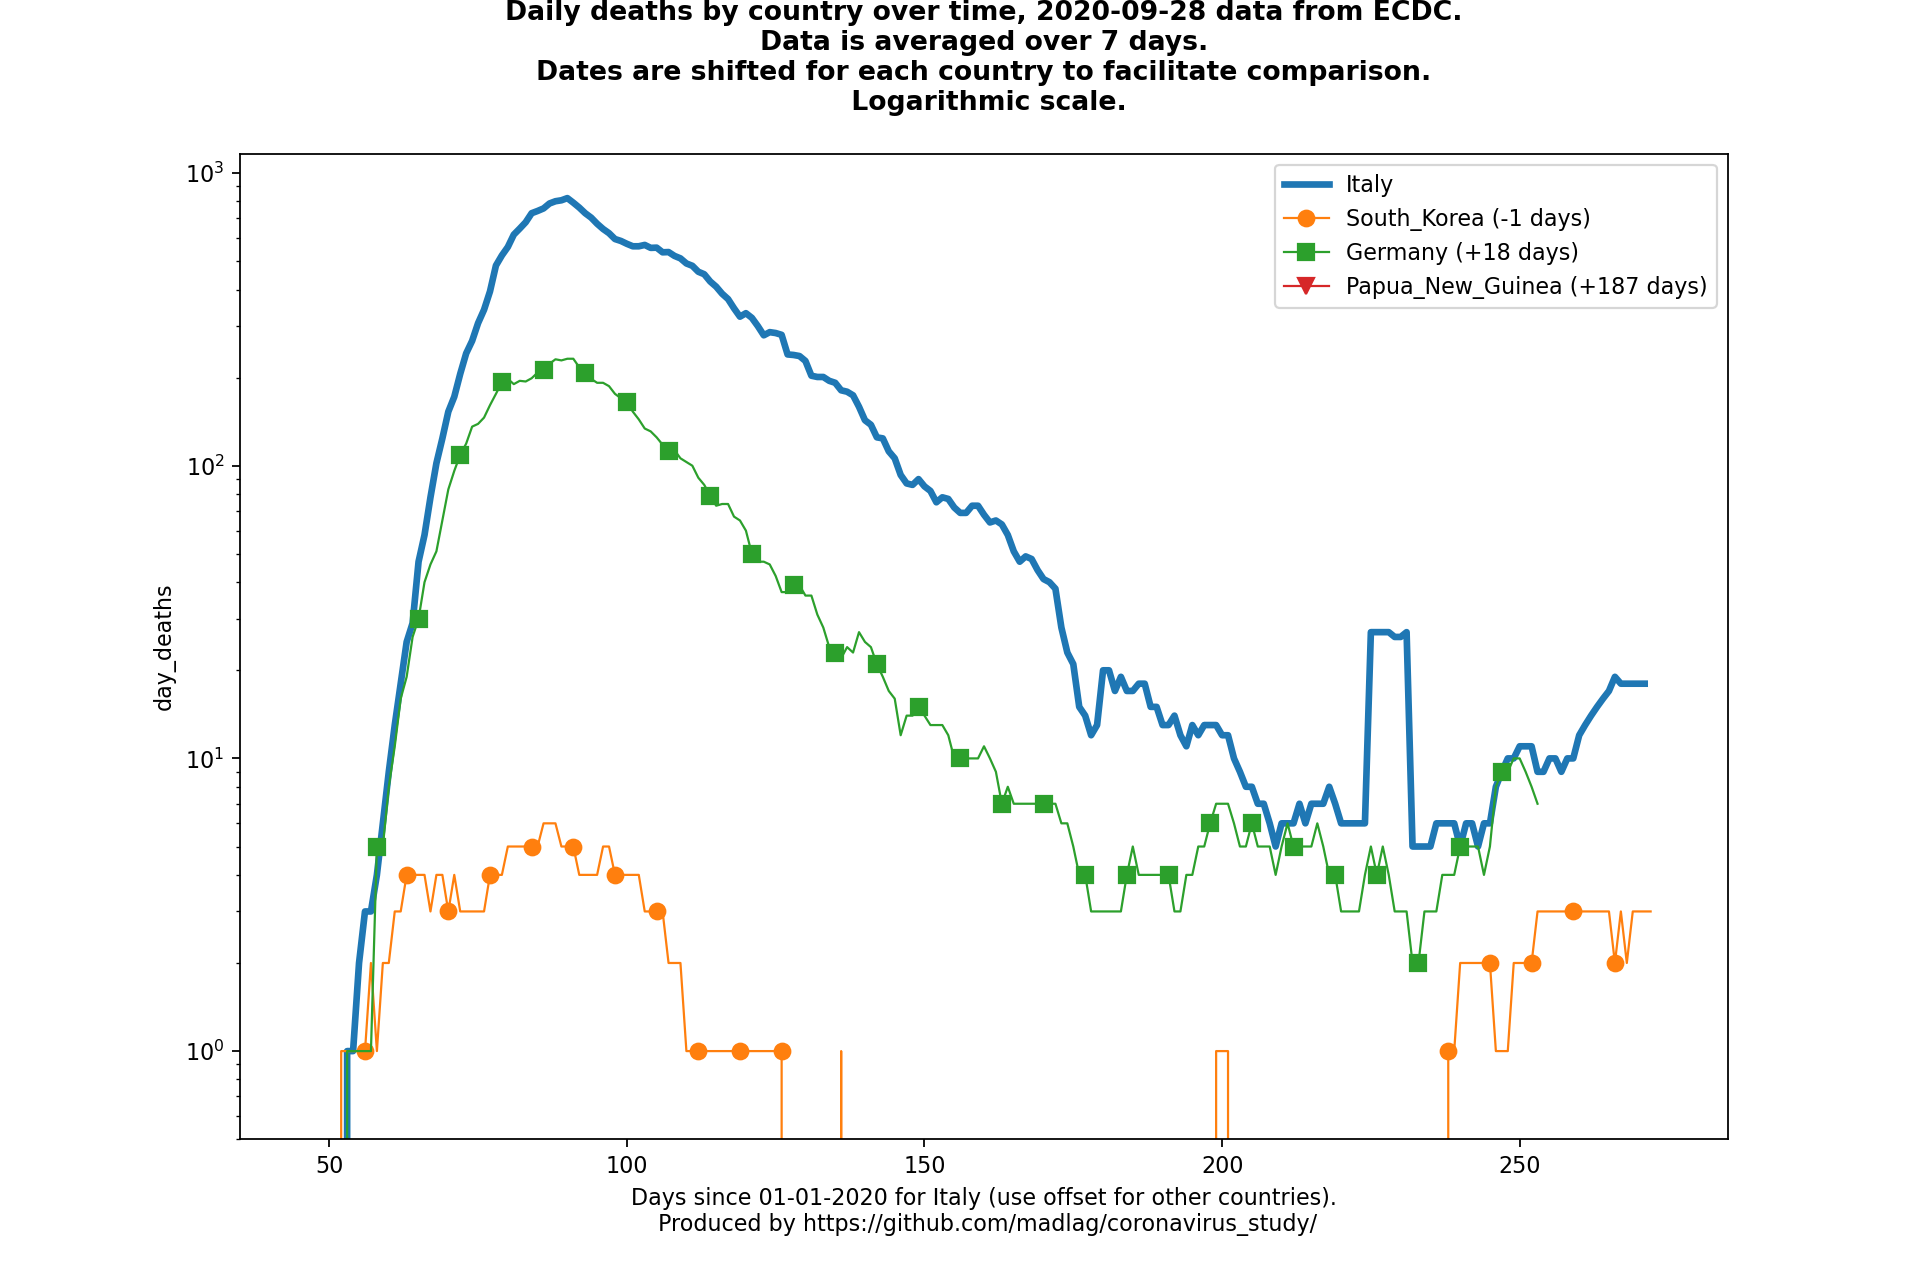 Daily deaths by country over time, 2020-09-28 data from ECDC.
Data is averaged over 7 days.
Dates are shifted for each country to facilitate comparison.
Logarithmic scale.
10³
10²
10¹
10⁰
day_deaths
Italy
South_Korea (-1 days)
Germany (+18 days)
Papua_New_Guinea (+187 days)
50 100 150 200 250
Days since 01-01-2020 for Italy (use offset for other countries).
Produced by https://github.com/madlag/coronavirus_study/